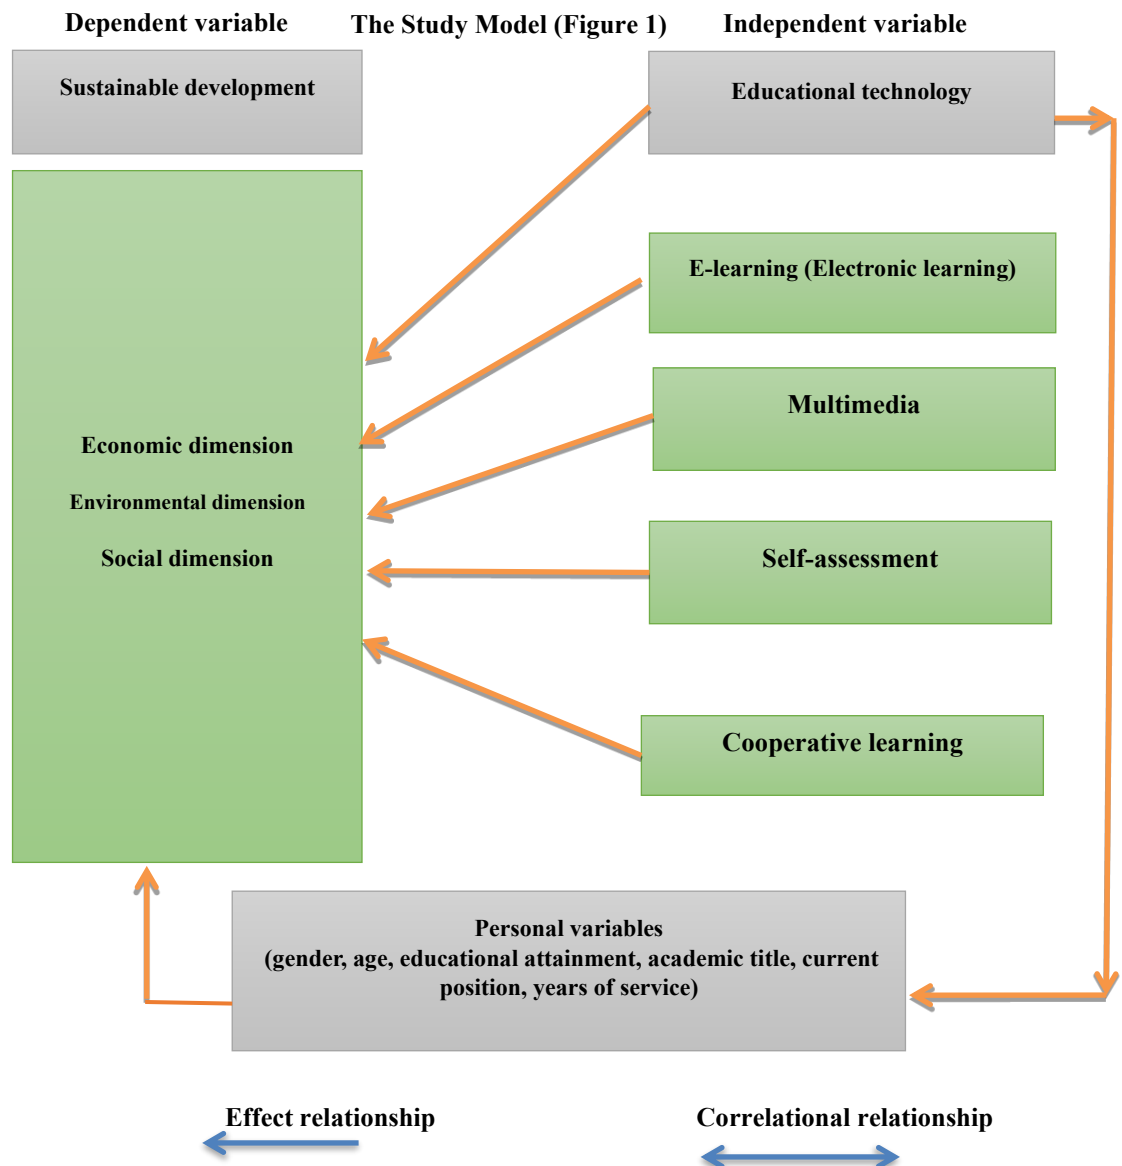 Dependent variable
The Study Model (Figure 1)
Independent variable
Sustainable development
Educational technology
E-learning (Electronic learning)
Multimedia
Economic dimension
Environmental dimension
Social dimension
Self-assessment
Cooperative learning
Personal variables
(gender, age, educational attainment, academic title, current
position, years of service)
Effect relationship
Correlational relationship